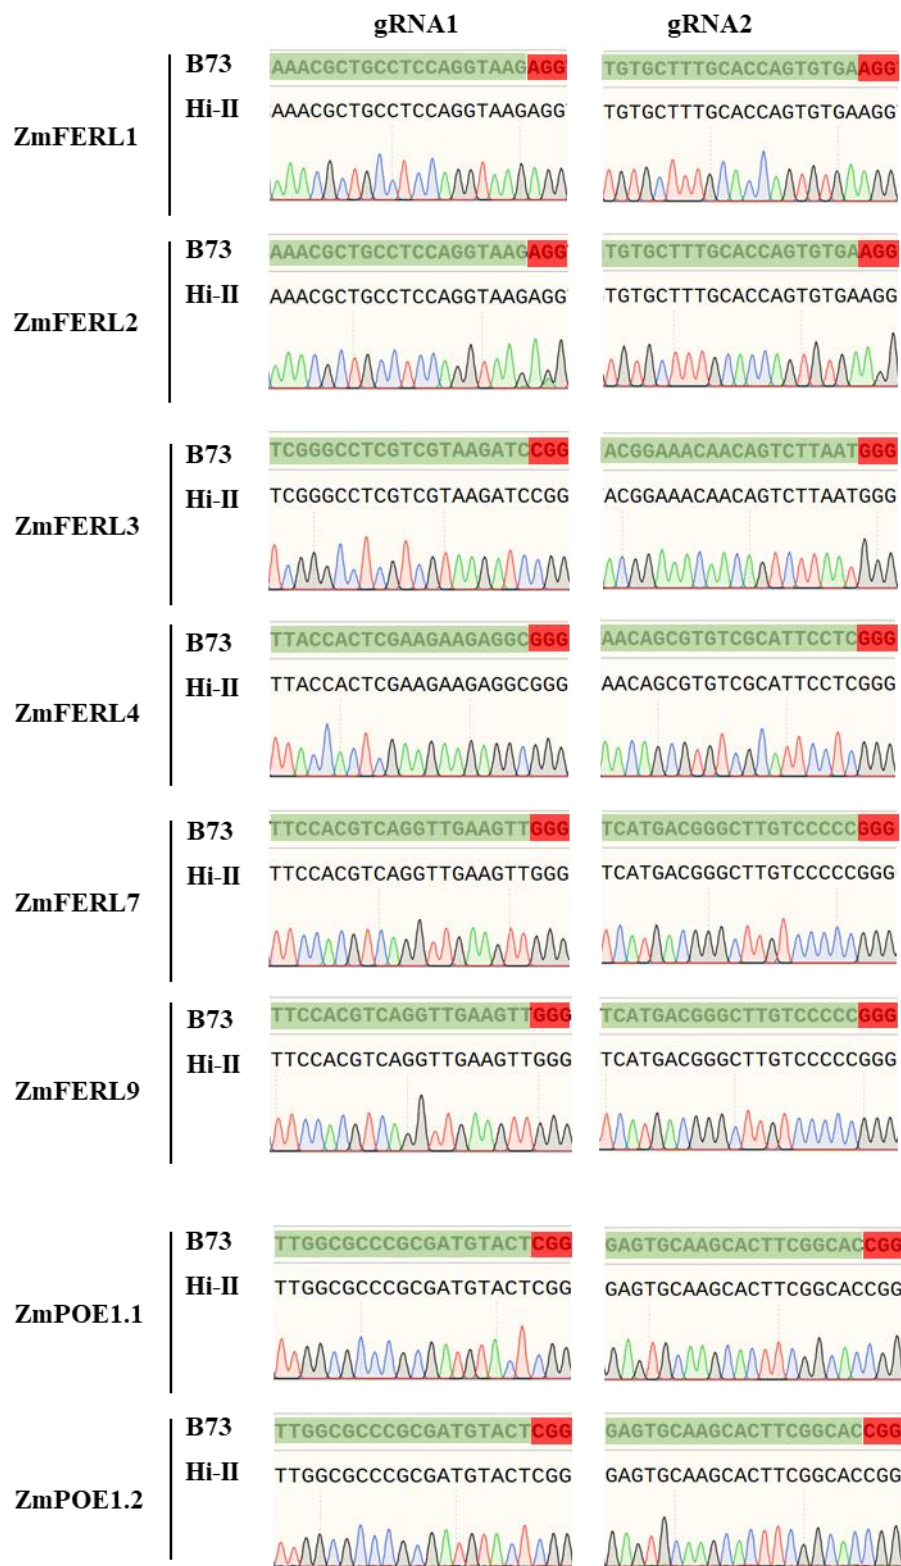 gRNA1 gRNA2
B73 AAACGCTGCCTCCAGGTAAGAGG TGTGCTTTGCACCAGTGTGAAGG
Hi-II AAACGCTGCCTCCAGGTAAGAGG TGTGCTTTGCACCAGTGTGAAGG
ZmFERL1
B73 AAACGCTGCCTCCAGGTAAGAGG TGTGCTTTGCACCAGTGTGAAGG
Hi-II AAACGCTGCCTCCAGGTAAGAGG TGTGCTTTGCACCAGTGTGAAGG
ZmFERL2
B73 TCGGGCCTCGTCGTAAGATCCGG ACGGAAACAACAGTCTTAATGGG
Hi-II TCGGGCCTCGTCGTAAGATCCGG ACGGAAACAACAGTCTTAATGGG
ZmFERL3
B73 TTACCACTCGAAGAAGAGGCGGG AACAGCGTGTCGCATTCCTCGGG
Hi-II TTACCACTCGAAGAAGAGGCGGG AACAGCGTGTCGCATTCCTCGGG
ZmFERL4
B73 TTCCACGTCAGGTTGAAGTTGGG TCATGACGGGCTTGTCCCCCGGG
Hi-II TTCCACGTCAGGTTGAAGTTGGG TCATGACGGGCTTGTCCCCCGGG
ZmFERL7
B73 TTCCACGTCAGGTTGAAGTTGGG TCATGACGGGCTTGTCCCCCGGG
Hi-II TTCCACGTCAGGTTGAAGTTGGG TCATGACGGGCTTGTCCCCCGGG
ZmFERL9
B73 TTGGCGCCCGCGATGTACTCGG GAGTGCAAGCACTTCGGCACCGG
Hi-II TTGGCGCCCGCGATGTACTCGG GAGTGCAAGCACTTCGGCACCGG
ZmPOE1.1
B73 TTGGCGCCCGCGATGTACTCGG GAGTGCAAGCACTTCGGCACCGG
Hi-II TTGGCGCCCGCGATGTACTCGG GAGTGCAAGCACTTCGGCACCGG
ZmPOE1.2